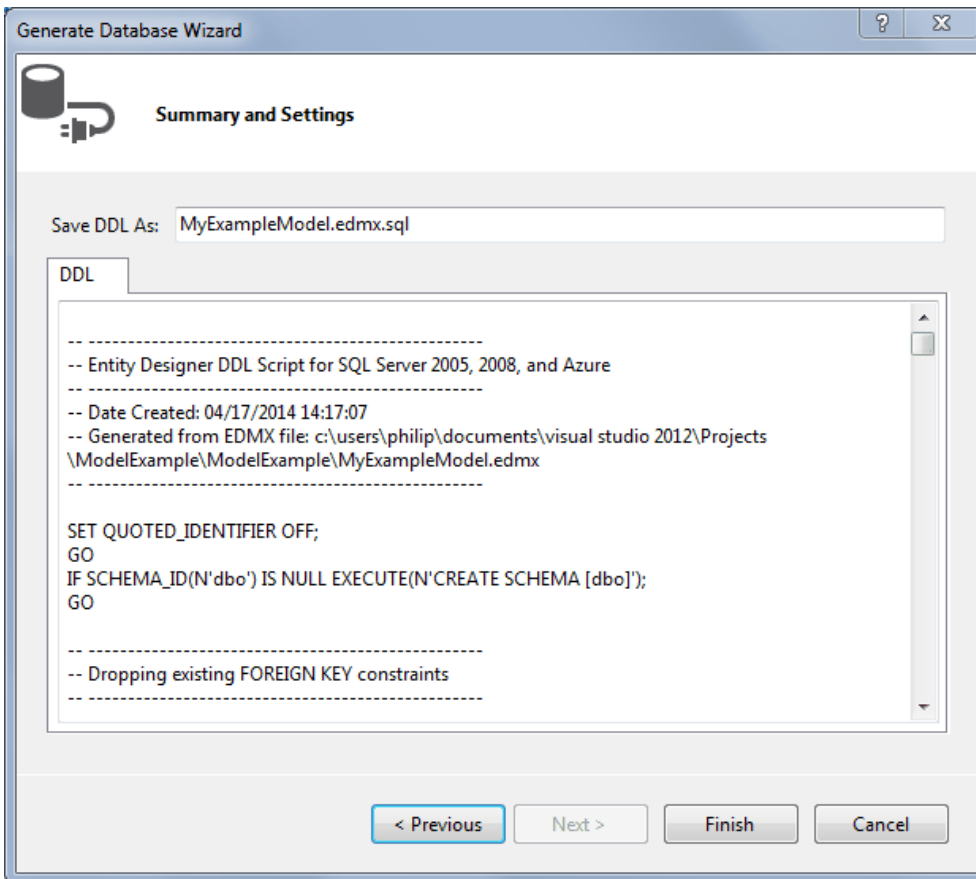 Generate Database Wizard
Summary and Settings
Save DDL As: MyExampleModel.edmx.sql
DDL
-- --------------------------------------------------
-- Entity Designer DDL Script for SQL Server 2005, 2008, and Azure
-- --------------------------------------------------
-- Date Created: 04/17/2014 14:17:07
-- Generated from EDMX file: c:\users\philip\documents\visual studio 2012\Projects
\ModelExample\ModelExample\MyExampleModel.edmx
-- --------------------------------------------------
SET QUOTED_IDENTIFIER OFF;
GO
IF SCHEMA_ID(N'dbo') IS NULL EXECUTE(N'CREATE SCHEMA [dbo]');
GO
-- --------------------------------------------------
-- Dropping existing FOREIGN KEY constraints
-- --------------------------------------------------
< Previous
Next >
Finish
Cancel